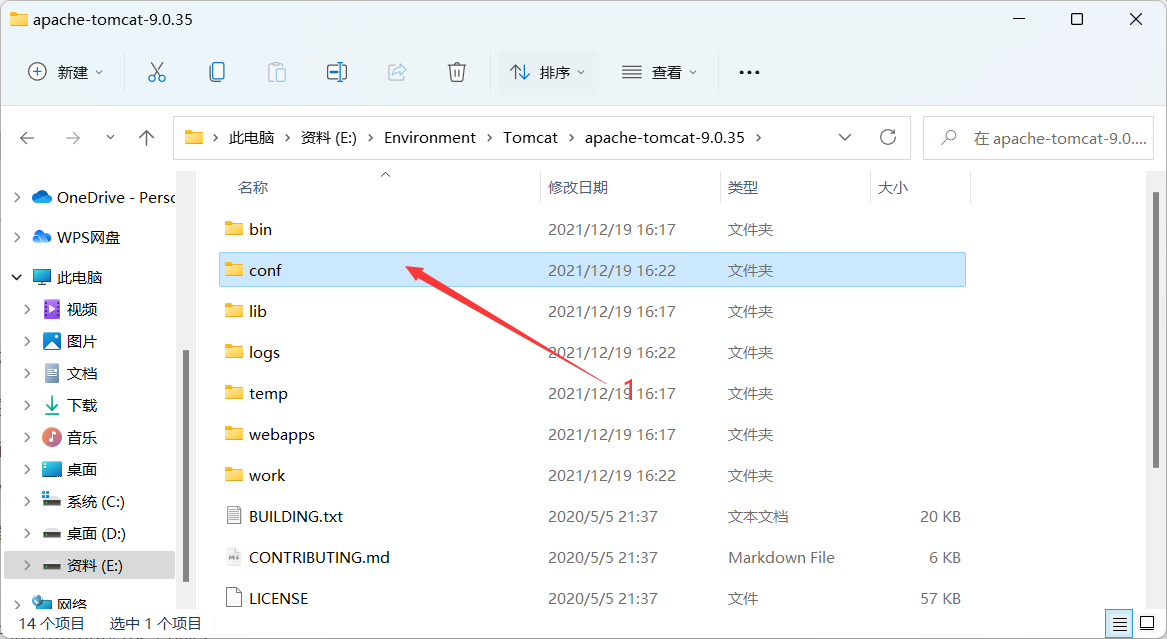 apache-tomcat-9.0.35
新建 排序 查看
此电脑 资料 (E:) Environment Tomcat apache-tomcat-9.0.35 在 apache-tomcat-9.0....
名称 修改日期 类型 大小
OneDrive - Perso
WPS网盘
此电脑
视频
图片
文档
下载
音乐
桌面
系统 (C:)
桌面 (D:)
资料 (E:)
网络
bin 2021/12/19 16:17 文件夹
conf 2021/12/19 16:22 文件夹
lib 2021/12/19 16:17 文件夹
logs 2021/12/19 16:22 文件夹
temp 2021/12/19 16:17 文件夹
1
webapps 2021/12/19 16:17 文件夹
work 2021/12/19 16:22 文件夹
BUILDING.txt 2020/5/5 21:37 文本文档 20 KB
CONTRIBUTING.md 2020/5/5 21:37 Markdown File 6 KB
LICENSE 2020/5/5 21:37 文件 57 KB
14 个项目 选中 1 个项目